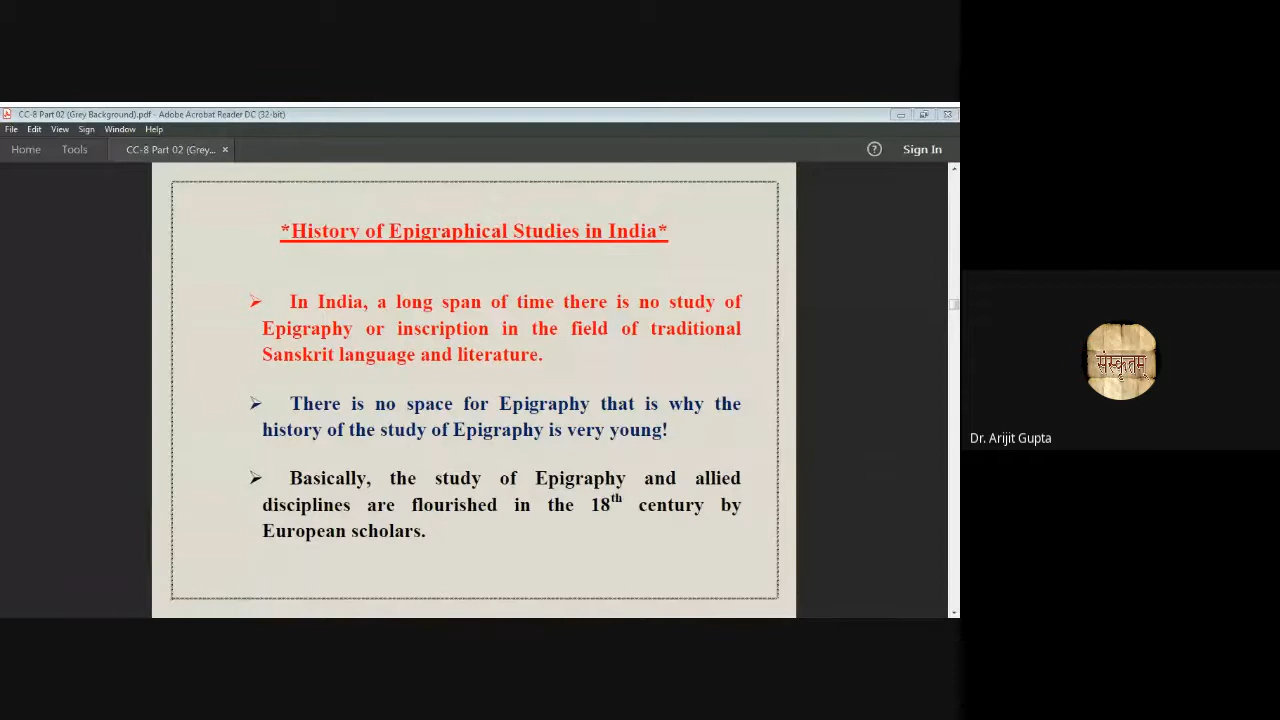 CC-8 Part 02 (Grey Background).pdf - Adobe Acrobat Reader DC (32-bit)
File Edit View Sign Window Help
Home Tools CC-8 Part 02 (Grey... × ? Sign In
*History of Epigraphical Studies in India*
➢ In India, a long span of time there is no study of
Epigraphy or inscription in the field of traditional
Sanskrit language and literature.
➢ There is no space for Epigraphy that is why the
history of the study of Epigraphy is very young!
➢ Basically, the study of Epigraphy and allied
disciplines are flourished in the 18th century by
European scholars.
संस्कृतम्
Dr. Arijit Gupta